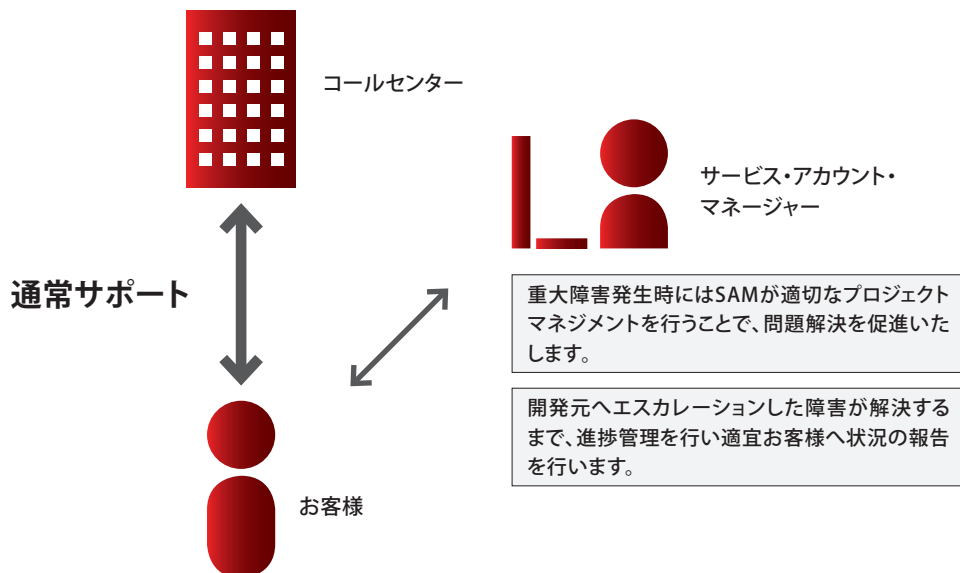 コールセンター
サービス・アカウント・
マネージャー
通常サポート
重大障害発生時にはSAMが適切なプロジェクト
マネジメントを行うことで、問題解決を促進いた
します。
開発元へエスカレーションした障害が解決する
まで、進捗管理を行い適宜お客様へ状況の報告
を行います。
お客様